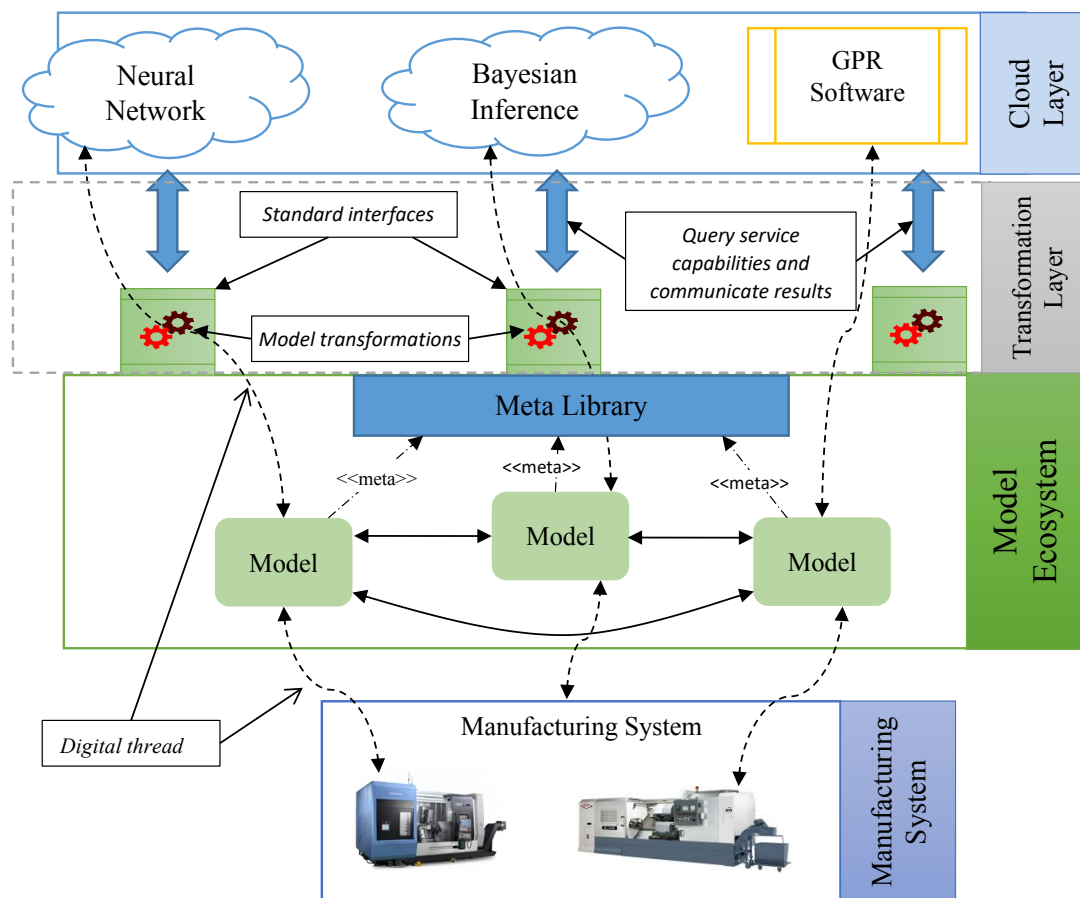 Neural
Network
Bayesian
Inference
GPR
Software
Cloud
Layer
Standard interfaces
Query service
capabilities and
communicate results
Model transformations
Transformation
Layer
Meta Library
<<meta>>
<<meta>>
<<meta>>
Model
Model
Model
Model
Ecosystem
Digital thread
Manufacturing System
Manufacturing
System